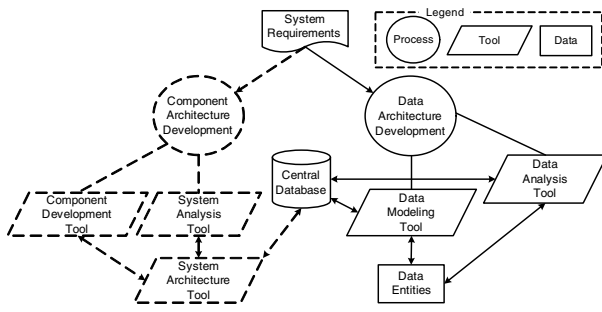 System
Requirements
Legend
Process
Tool
Data
Component
Architecture
Development
Data
Architecture
Development
Central
Database
Data
Analysis
Tool
Component
Development
Tool
System
Analysis
Tool
Data
Modeling
Tool
System
Architecture
Tool
Data
Entities